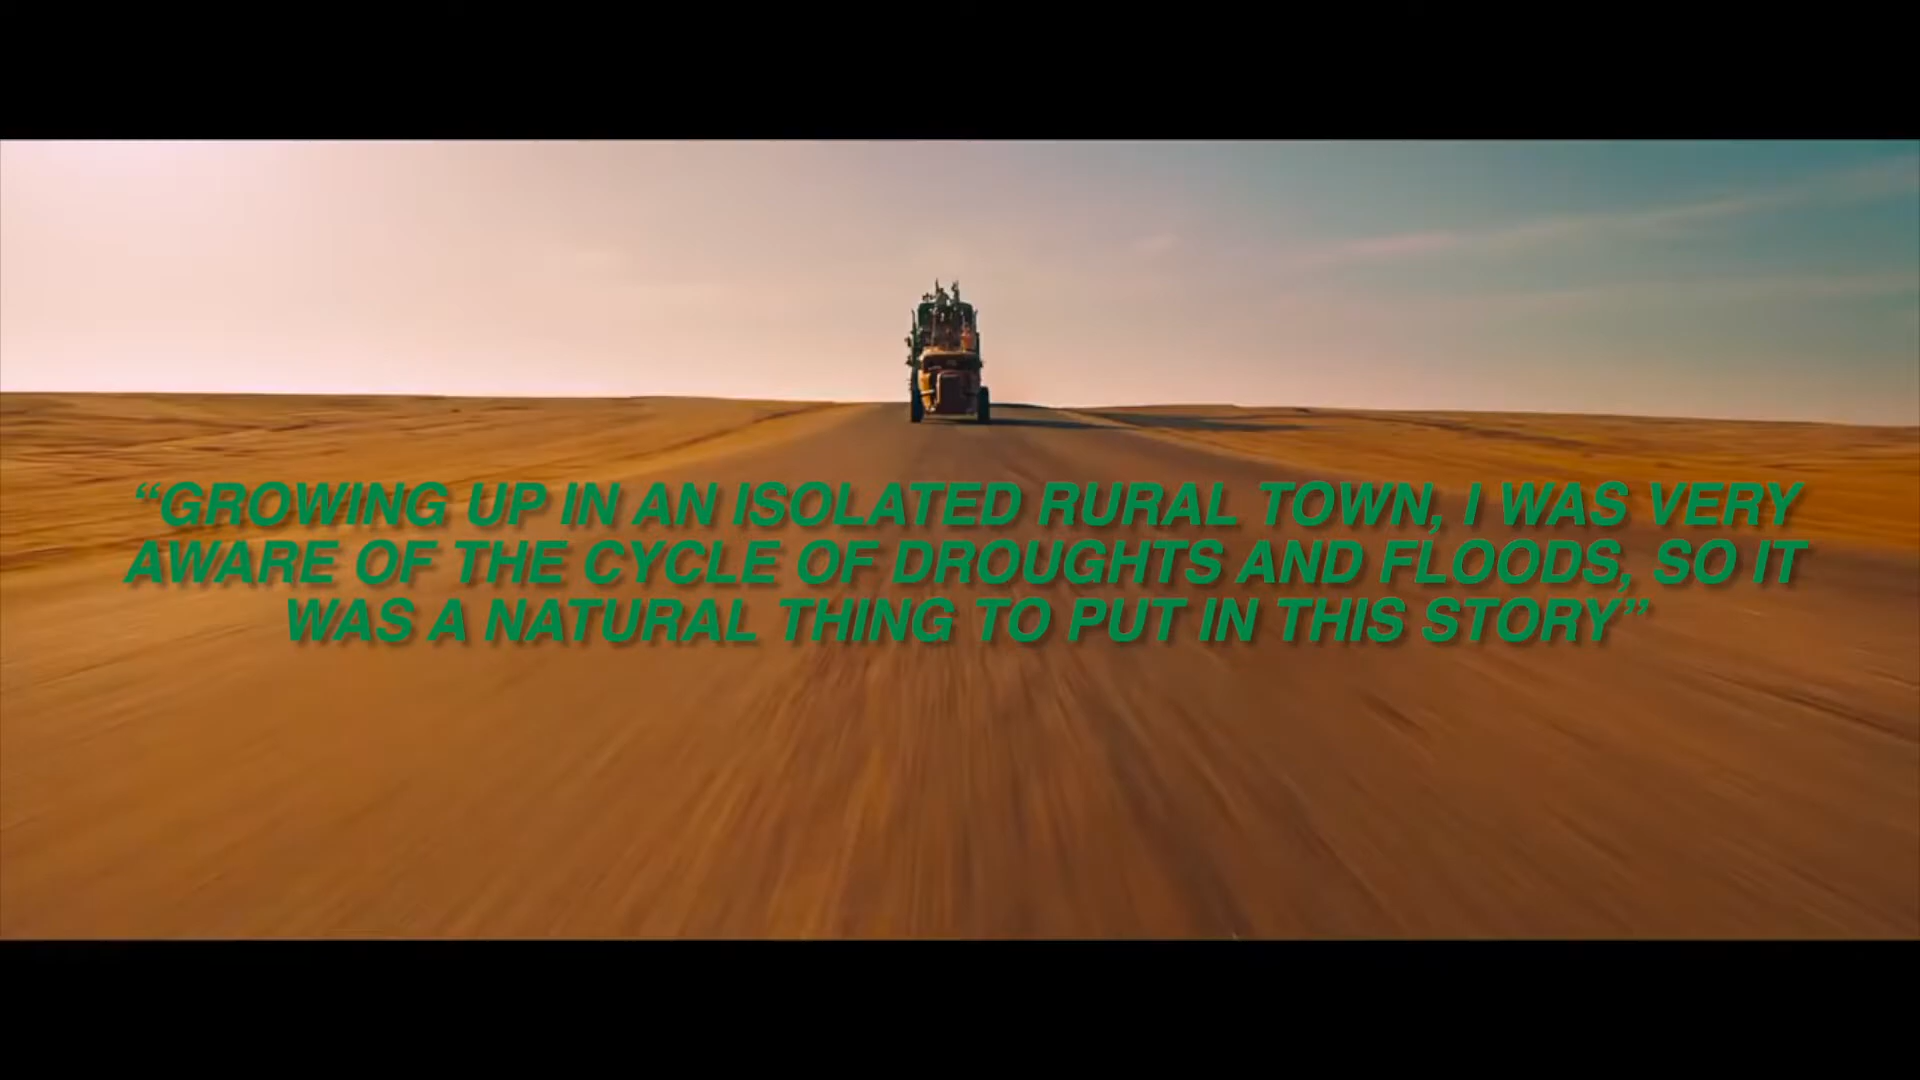 “GROWING UP IN AN ISOLATED RURAL TOWN, I WAS VERY
AWARE OF THE CYCLE OF DROUGHTS AND FLOODS, SO IT
WAS A NATURAL THING TO PUT IN THIS STORY”